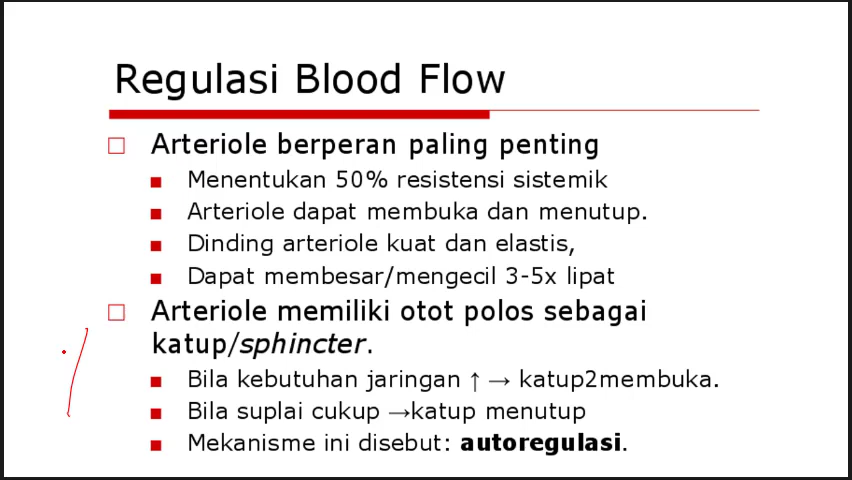 Regulasi Blood Flow
Arteriole berperan paling penting
Menentukan 50% resistensi sistemik
Arteriole dapat membuka dan menutup.
Dinding arteriole kuat dan elastis,
Dapat membesar/mengecil 3-5x lipat
Arteriole memiliki otot polos sebagai
katup/sphincter.
Bila kebutuhan jaringan ↑ → katup2membuka.
Bila suplai cukup →katup menutup
Mekanisme ini disebut: autoregulasi.